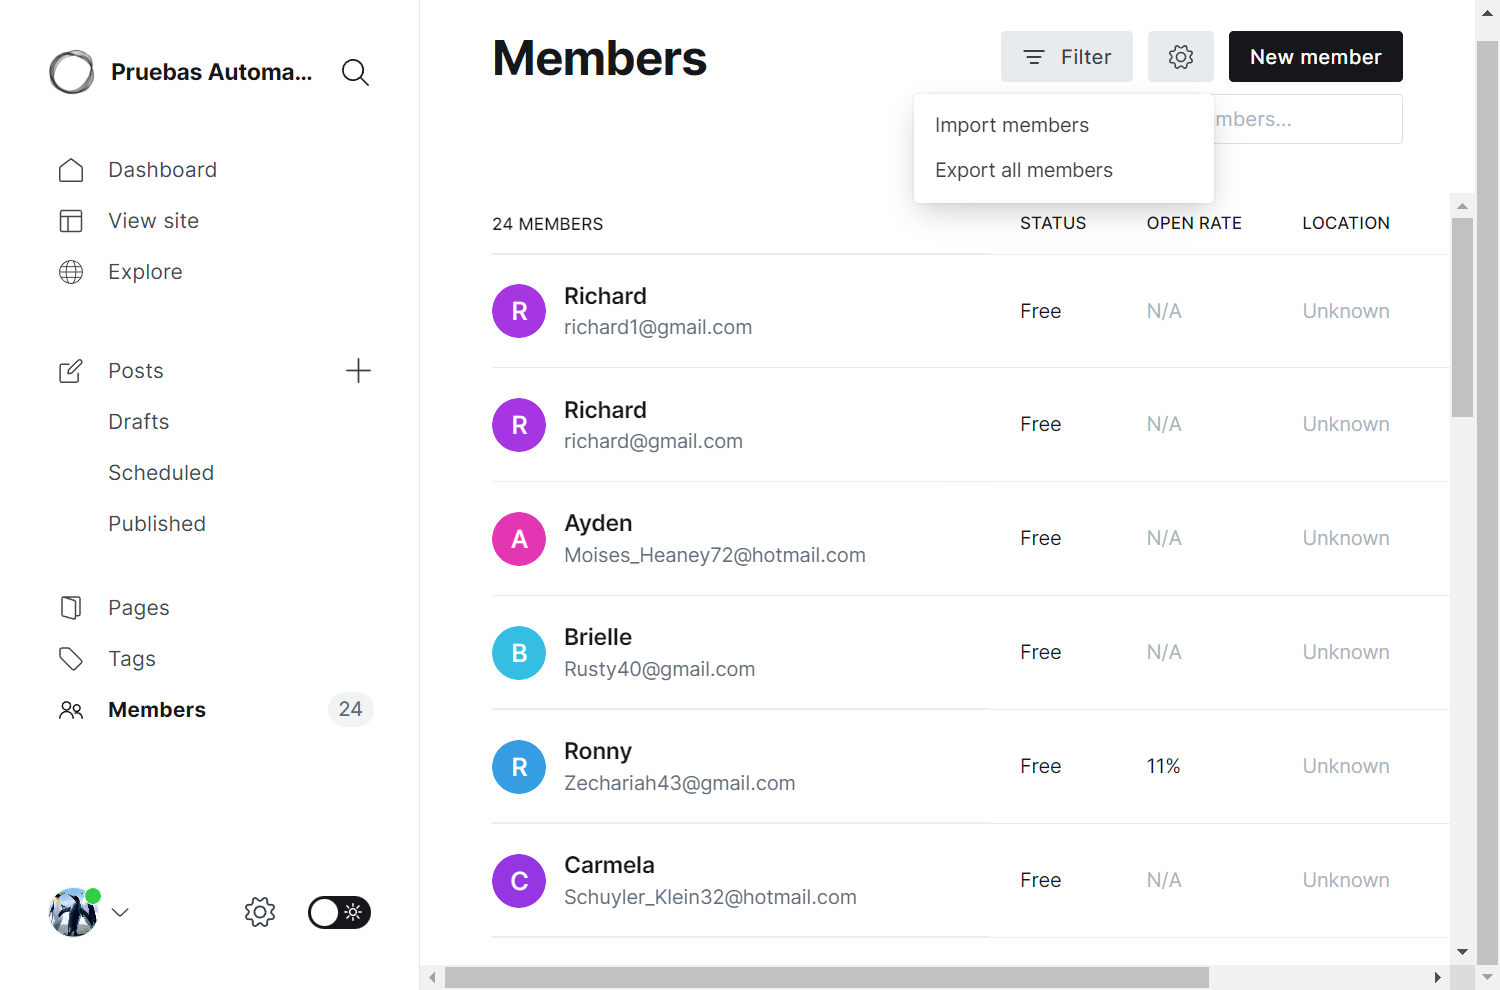 Pruebas Automa...
Dashboard
View site
Explore
Posts
Drafts
Scheduled
Published
Pages
Tags
Members 24
Members
Filter
New member
Import members
Export all members
mbers...
24 MEMBERS STATUS OPEN RATE LOCATION
R Richard
richard1@gmail.com Free N/A Unknown
R Richard
richard@gmail.com Free N/A Unknown
A Ayden
Moises_Heaney72@hotmail.com Free N/A Unknown
B Brielle
Rusty40@gmail.com Free N/A Unknown
R Ronny
Zechariah43@gmail.com Free 11% Unknown
C Carmela
Schuyler_Klein32@hotmail.com Free N/A Unknown